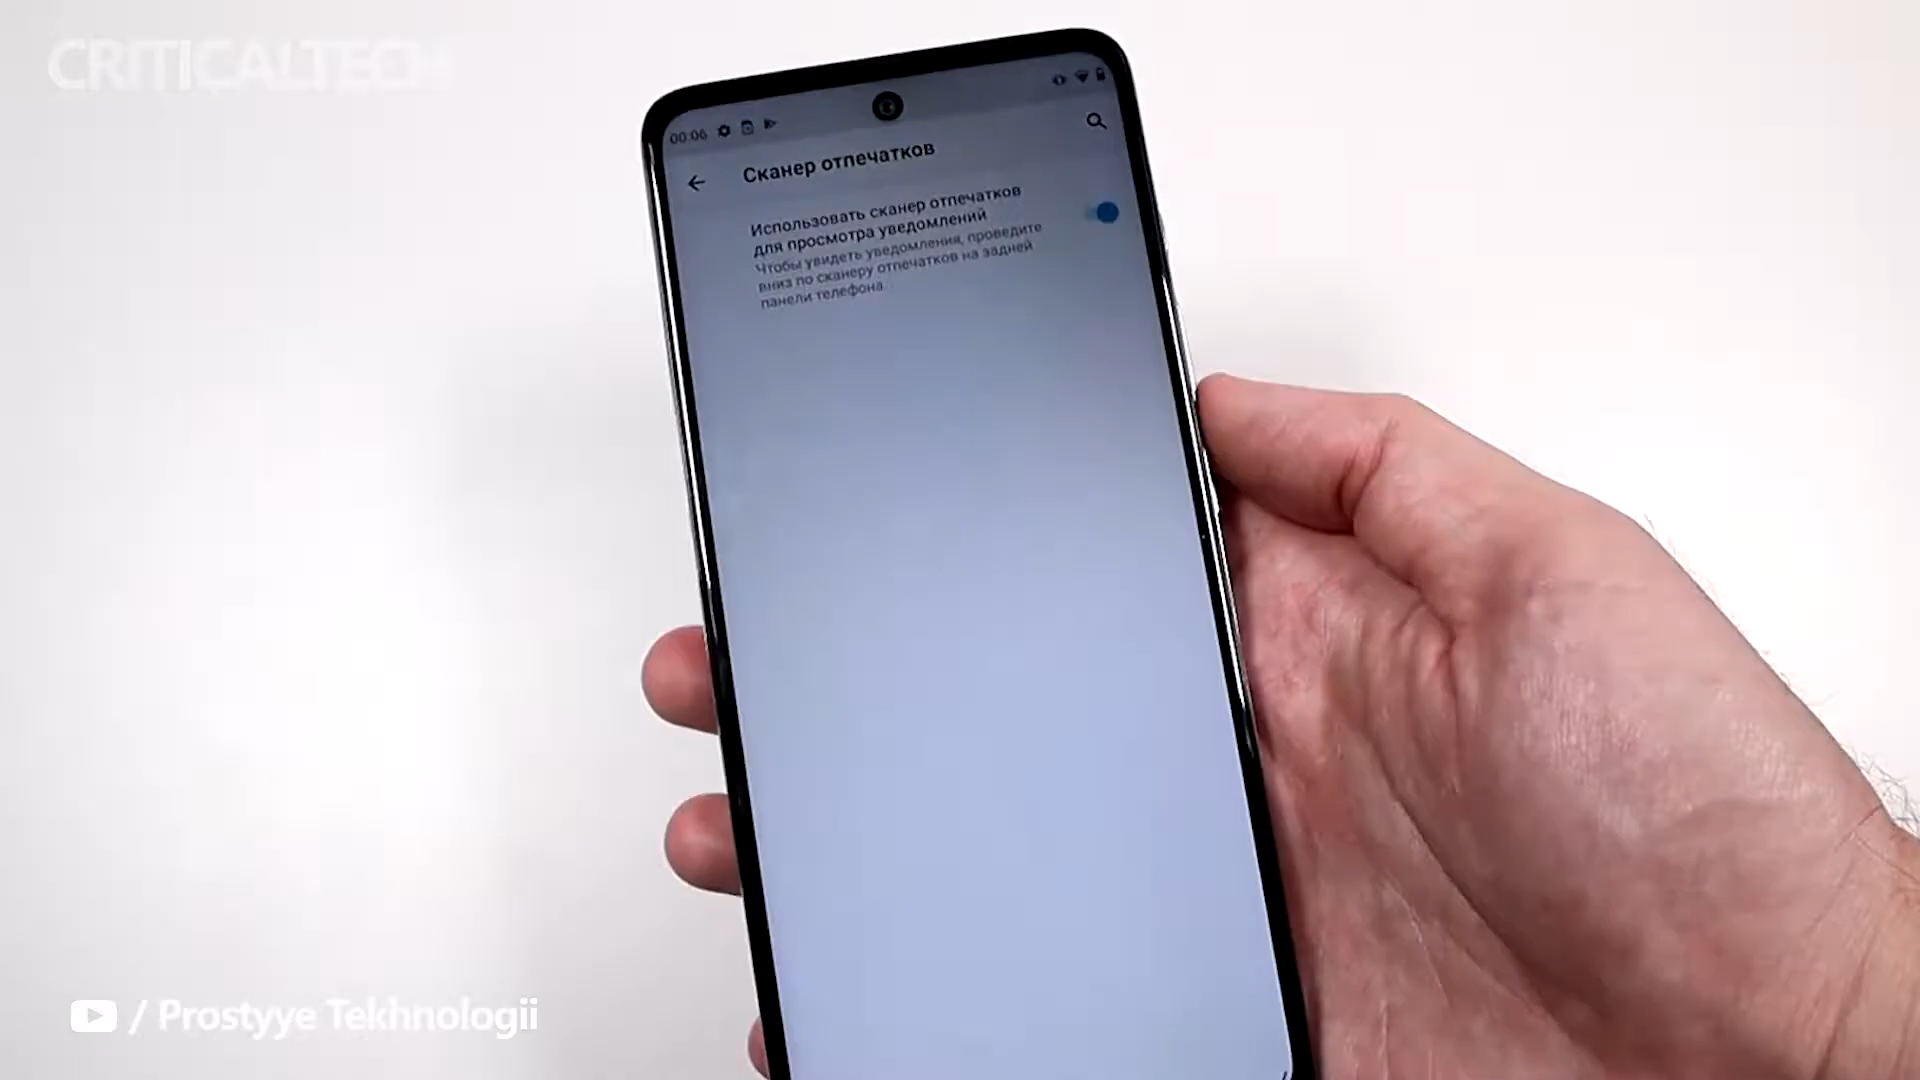 CRITICALTECH
00:06
Сканер отпечатков
Использовать сканер отпечатков
для просмотра уведомлений
Чтобы увидеть уведомления, проведите
вниз по сканеру отпечатков на задней
панели телефона
/ Prostyye Tekhnologii